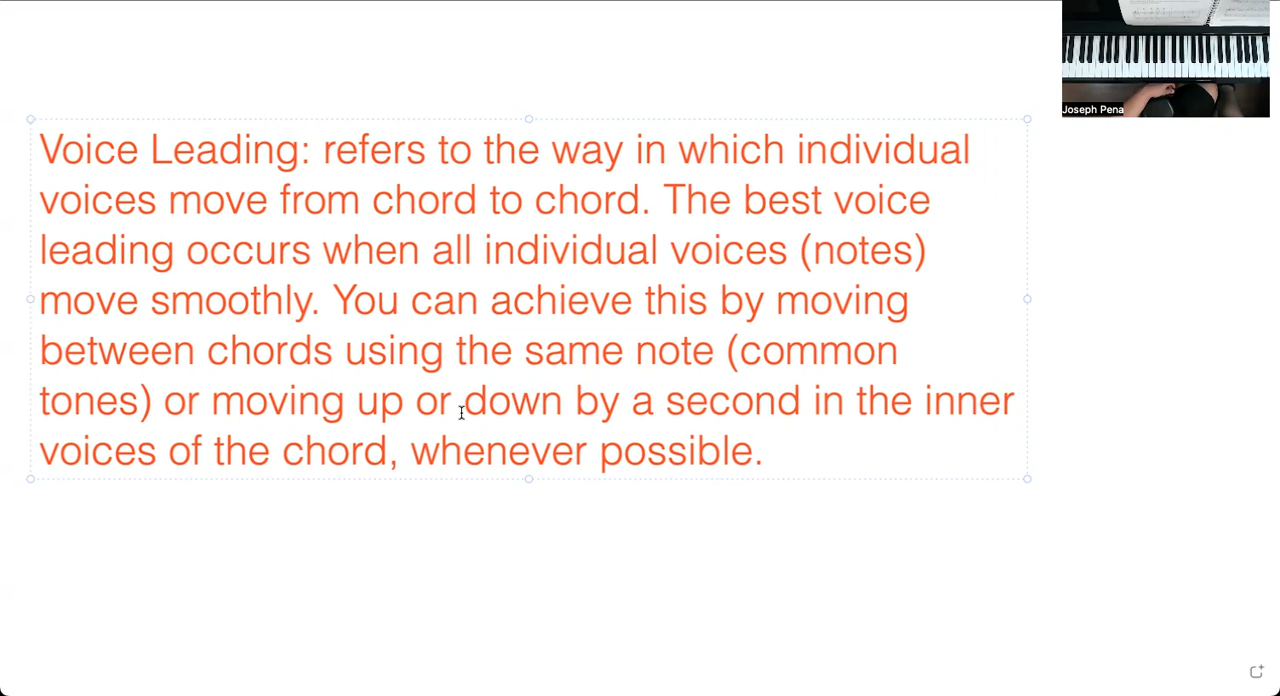 Joseph Pena
Voice Leading: refers to the way in which individual
voices move from chord to chord. The best voice
leading occurs when all individual voices (notes)
move smoothly. You can achieve this by moving
between chords using the same note (common
tones) or moving up or down by a second in the inner
voices of the chord, whenever possible.